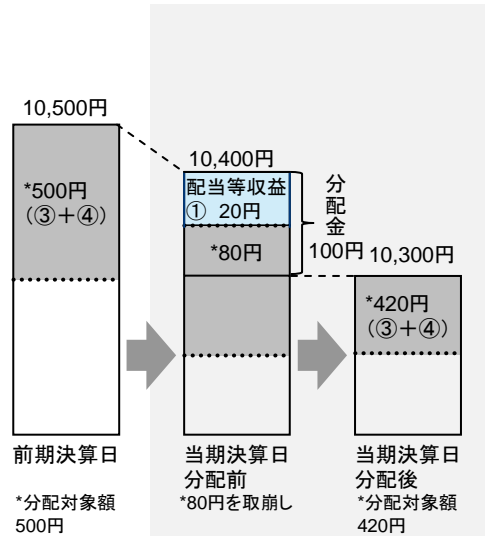 10,500円
*500円
（③＋④）
10,400円
配当等収益
① 20円
*80円
分配金
100円
10,300円
*420円
（③＋④）
前期決算日
*分配対象額
500円
当期決算日
分配前
*80円を取崩し
当期決算日
分配後
*分配対象額
420円